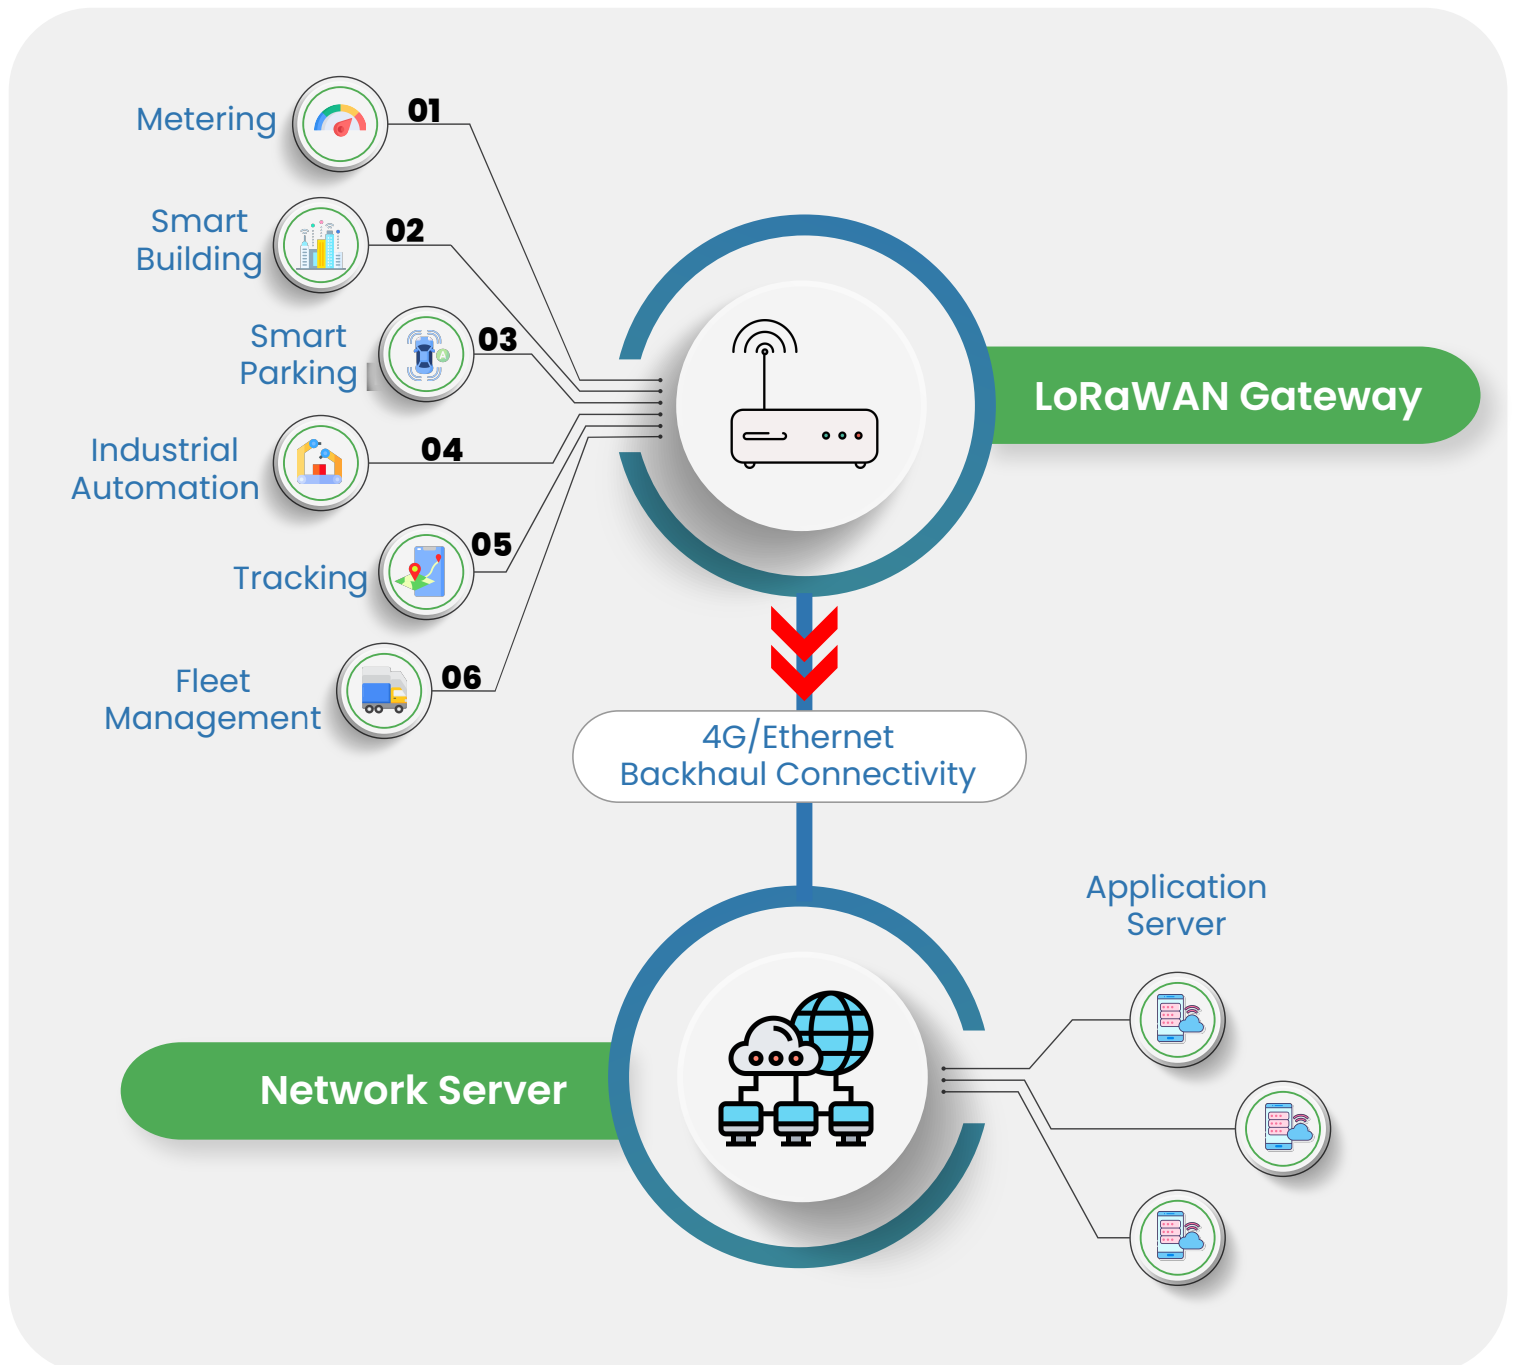 Metering
01
Smart
Building
02
Smart
Parking
03
Industrial
Automation
04
Tracking
05
Fleet
Management
06
LoRaWAN Gateway
4G/Ethernet
Backhaul Connectivity
Application
Server
Network Server